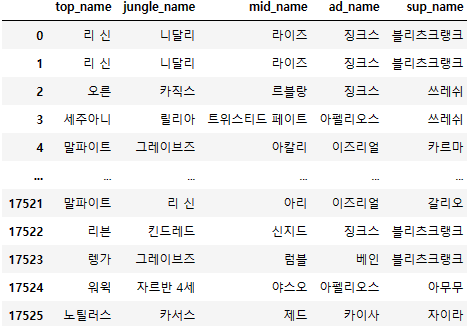 top_name jungle_name mid_name ad_name sup_name
0 리 신 니달리 라이즈 징크스 블리츠크랭크
1 리 신 니달리 라이즈 징크스 블리츠크랭크
2 오른 카직스 르블랑 징크스 쓰레쉬
3 세주아니 릴리아 트위스티드 페이트 아펠리오스 쓰레쉬
4 말파이트 그레이브즈 아칼리 이즈리얼 카르마
... ... ... ... ... ...
17521 말파이트 리 신 아리 이즈리얼 갈리오
17522 리븐 킨드레드 신지드 징크스 블리츠크랭크
17523 렝가 그레이브즈 럼블 베인 블리츠크랭크
17524 워윅 자르반 4세 야스오 아펠리오스 아무무
17525 노틸러스 카서스 제드 카이사 자이라